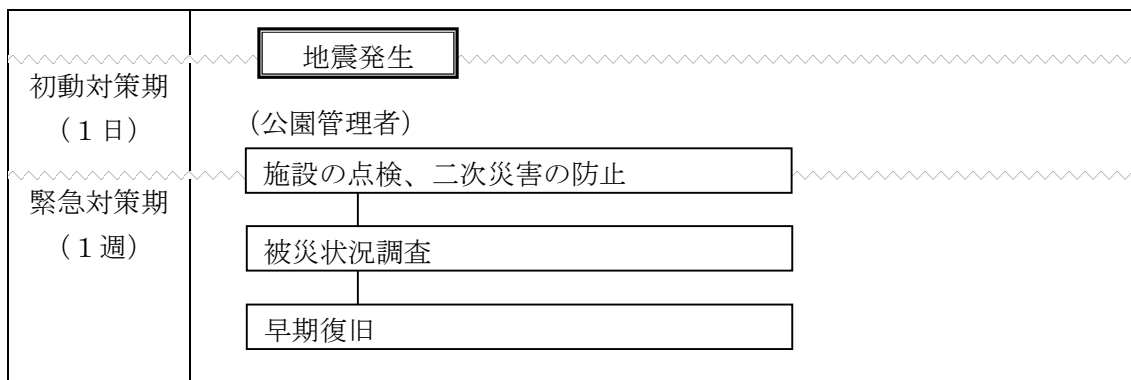 地震発生
初動対策期
（１日）
（公園管理者）
施設の点検、二次災害の防止
緊急対策期
（１週）
被災状況調査
早期復旧